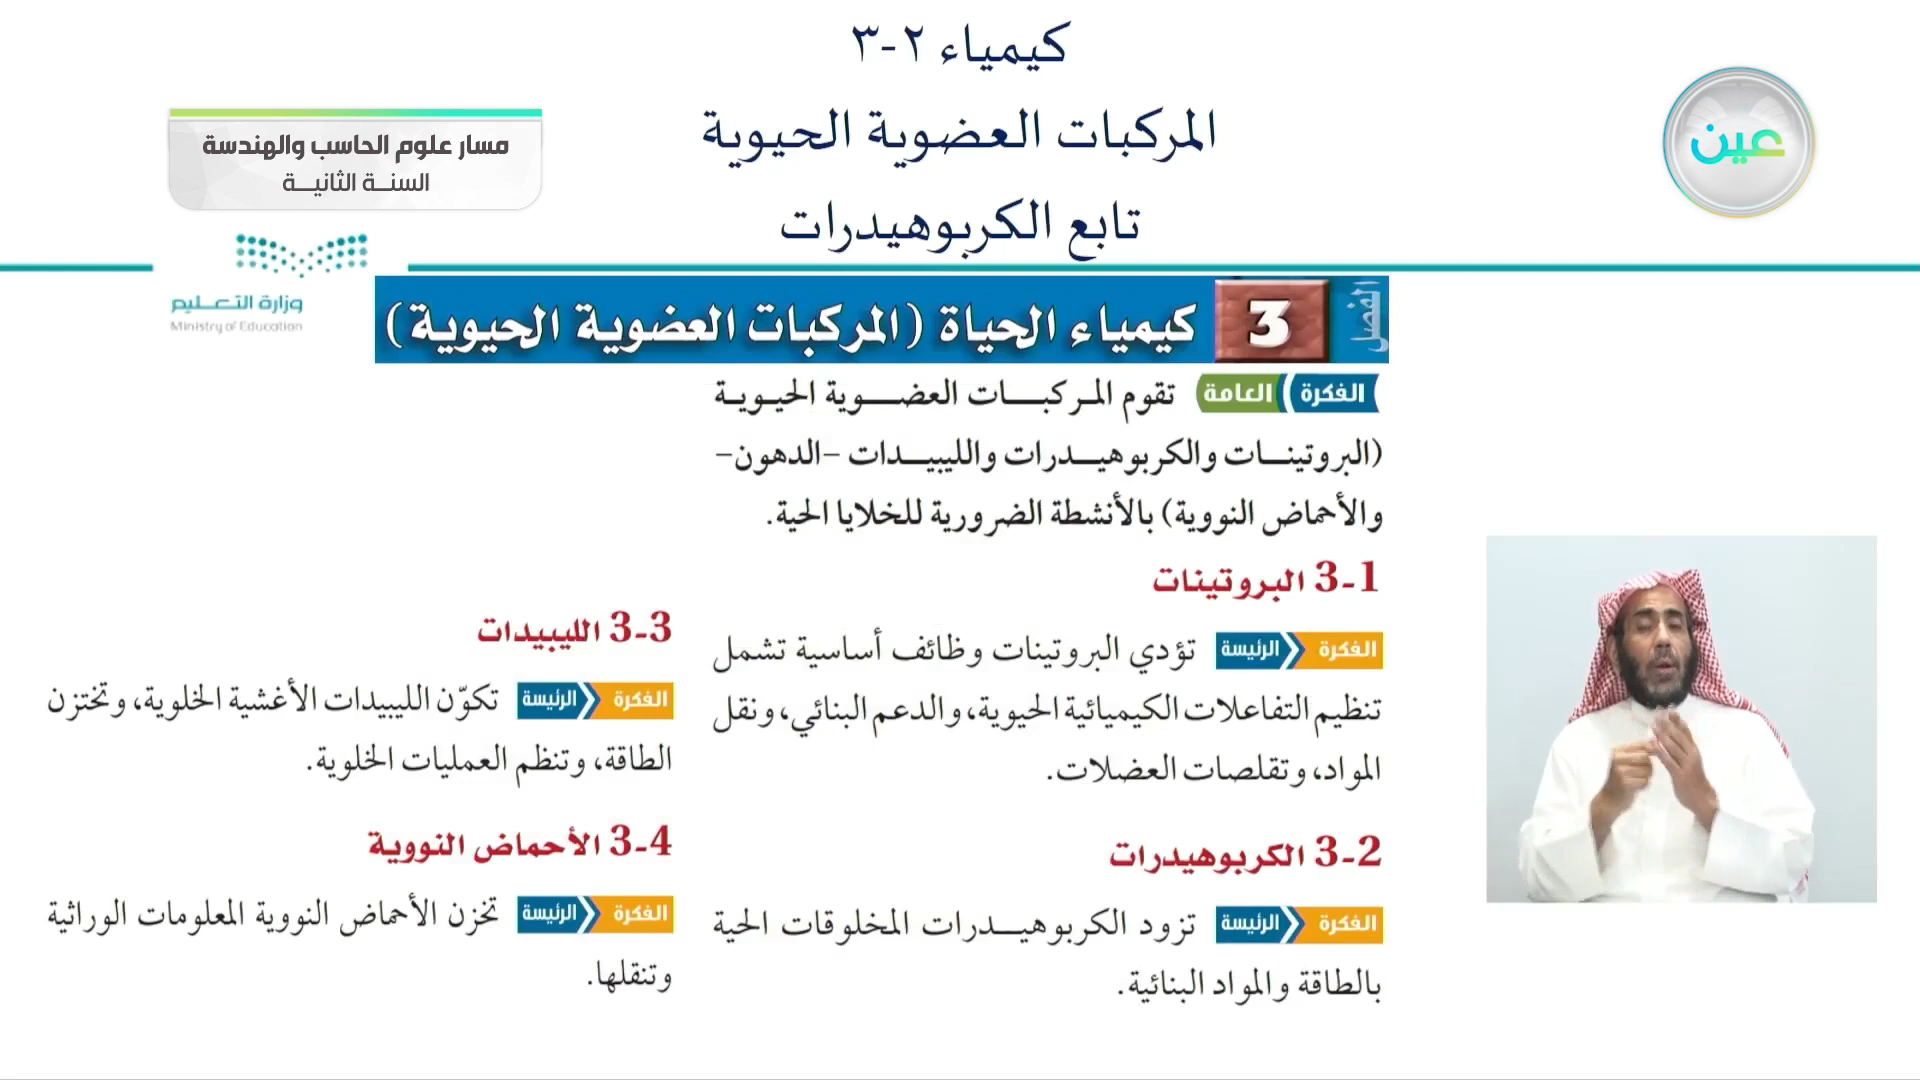 كيمياء ٢-٣
المركبات العضوية الحيوية
تابع الكربوهيدرات
عين
مسار علوم الحاسب والهندسة
السنة الثانية
وزارة التعليم
Ministry of Education
الفصل 3 كيمياء الحياة (المركبات العضوية الحيوية)
الفكرة العامة تقوم المركبات العضوية الحيوية
(البروتينات والكربوهيدرات والليبيدات -الدهون-
والأحماض النووية) بالأنشطة الضرورية للخلايا الحية.
3-1 البروتينات
الفكرة الرئيسة تؤدي البروتينات وظائف أساسية تشمل
تنظيم التفاعلات الكيميائية الحيوية، والدعم البنائي، ونقل
المواد، وتقلصات العضلات.
3-2 الكربوهيدرات
الفكرة الرئيسة تزود الكربوهيدرات المخلوقات الحية
بالطاقة والمواد البنائية.
3-3 الليبيدات
الفكرة الرئيسة تكوّن الليبيدات الأغشية الخلوية، وتختزن
الطاقة، وتنظم العمليات الخلوية.
3-4 الأحماض النووية
الفكرة الرئيسة تخزن الأحماض النووية المعلومات الوراثية
وتنقلها.